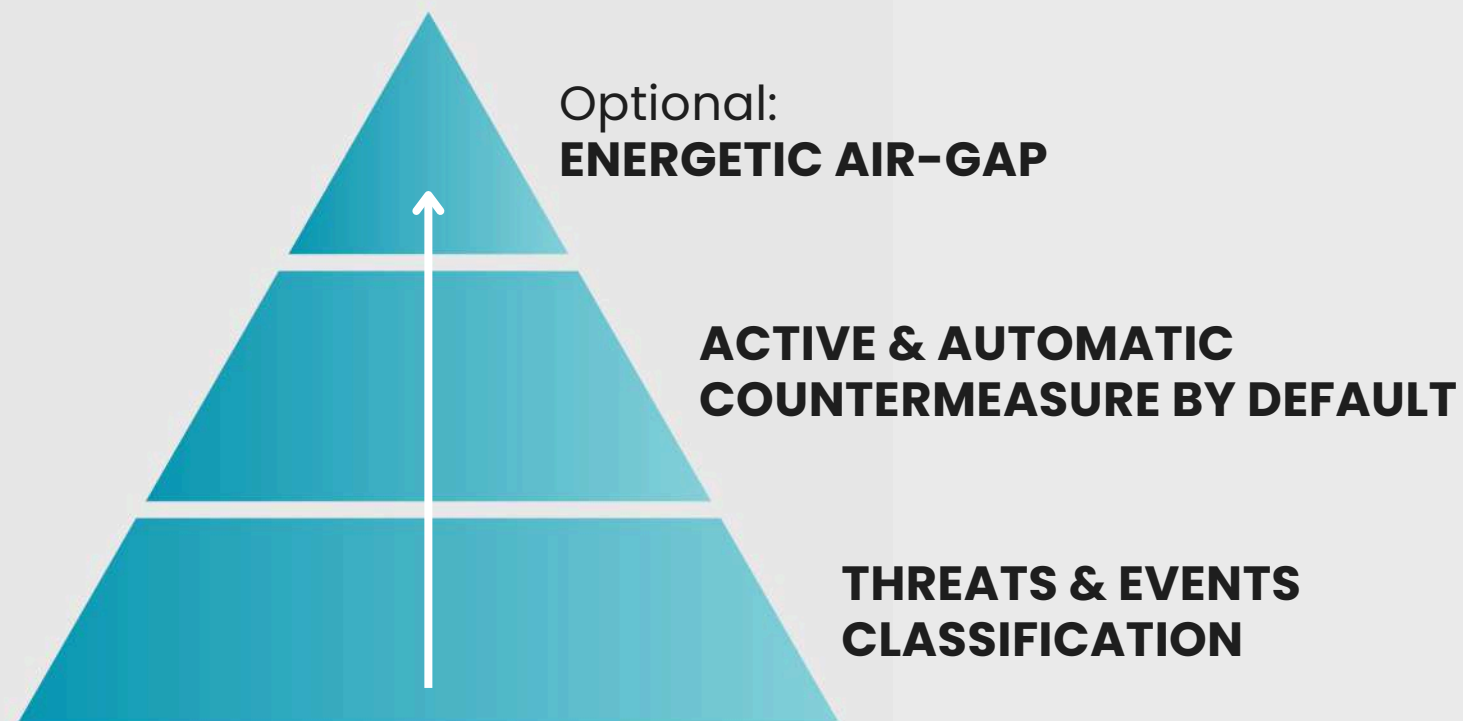 Optional:
ENERGETIC AIR-GAP
ACTIVE & AUTOMATIC
COUNTERMEASURE BY DEFAULT
THREATS & EVENTS
CLASSIFICATION